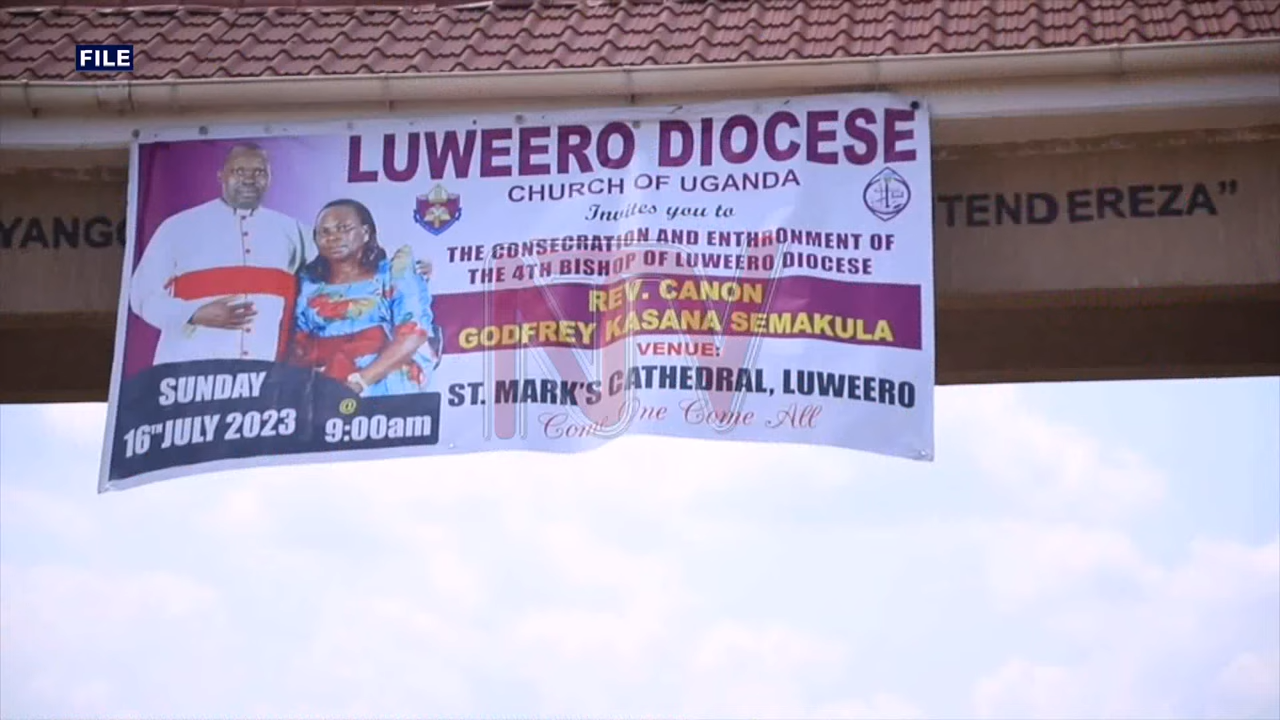 FILE
LUWEERO DIOCESE
CHURCH OF UGANDA
Invites you to
THE CONSECRATION AND ENTHRONMENT OF
THE 4TH BISHOP OF LUWEERO DIOCESE
REV. CANON
GODFREY KASANA SEMAKULA
VENUE:
ST. MARK'S CATHEDRAL, LUWEERO
Come One Come All
SUNDAY
16TH JULY 2023
@
9:00am
EREZA”
NTV